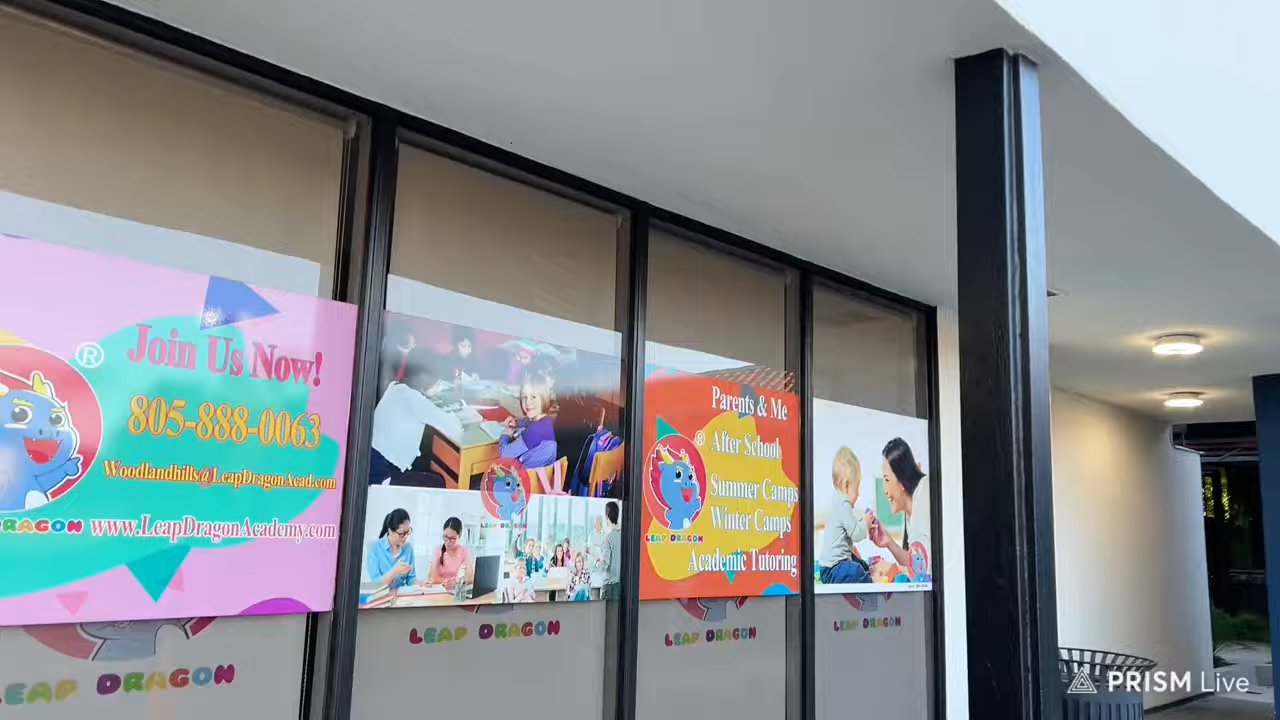 Join Us Now!
805-888-0063
Woodlandhills@LeapDragonAcad.com
DRAGON
www.LeapDragonAcademy.com
®
LEAP DRAGON
LEAP DRAGON
LEAP DRAGON
®
Parents & Me
After School
Summer Camps
Winter Camps
Academic Tutoring
LEAP DRAGON
LEAP DRAGON
LEAP DRAGON
PRISM Live